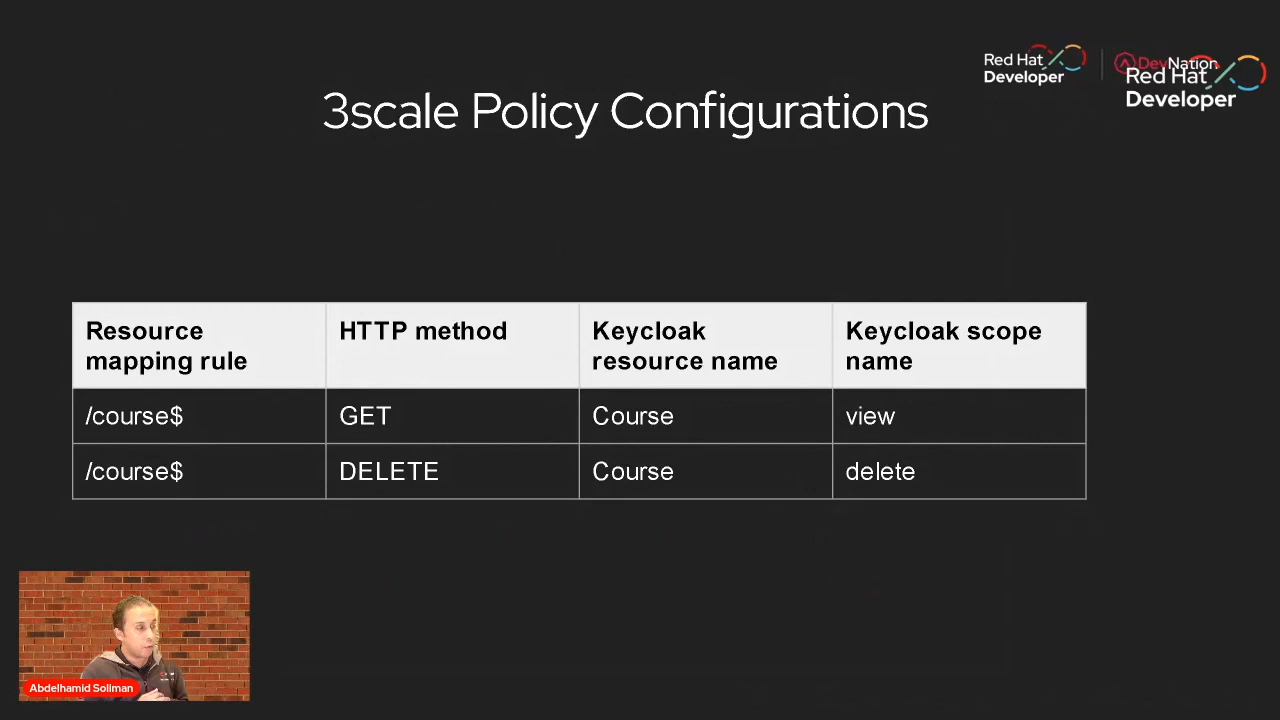 Red Hat
Developer
DevNation
Red Hat
Developer
3scale Policy Configurations
Resource mapping rule
HTTP method
Keycloak resource name
Keycloak scope name
/course$ GET Course view
/course$ DELETE Course delete
Abdelhamid Soliman